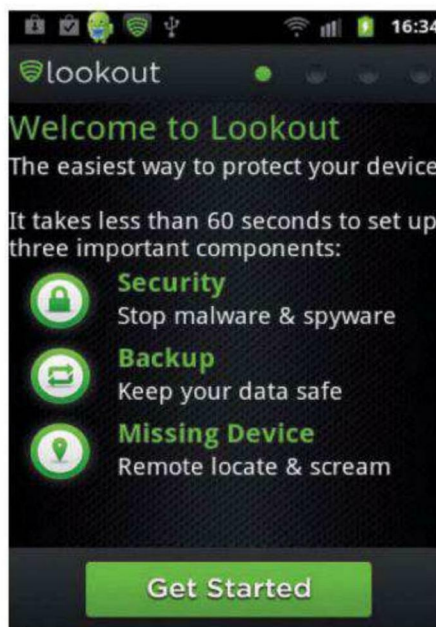 16:34
lookout
Welcome to Lookout
The easiest way to protect your device
It takes less than 60 seconds to set up
three important components:
Security
Stop malware & spyware
Backup
Keep your data safe
Missing Device
Remote locate & scream
Get Started